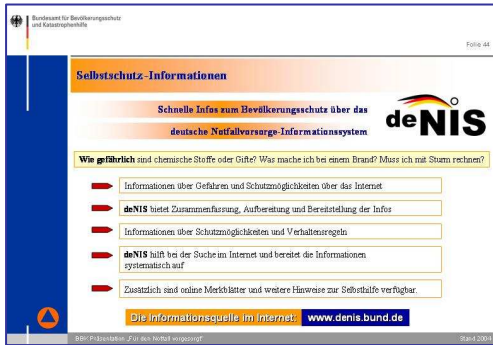 Bundesamt für Bevölkerungsschutz
und Katastrophenhilfe
Folie 44
Selbstschutz-Informationen
Schnelle Infos zum Bevölkerungsschutz über das
deutsche Notfallvorsorge-Informationssystem
deNIS
Wie gefährlich sind chemische Stoffe oder Gifte? Was mache ich bei einem Brand? Muss ich mit Sturm rechnen?
Informationen über Gefahren und Schutzmöglichkeiten über das Internet
deNIS bietet Zusammenfassung, Aufbereitung und Bereitstellung der Infos
Informationen über Schutzmöglichkeiten und Verhaltensregeln
deNIS hilft bei der Suche im Internet und bereitet die Informationen
systematisch auf
Zusätzlich sind online Merkblätter und weitere Hinweise zur Selbsthilfe verfügbar.
Die Informationsquelle im Internet: www.denis.bund.de
BBK Präsentation „Für den Notfall vorgesorgt“
Stand 2004